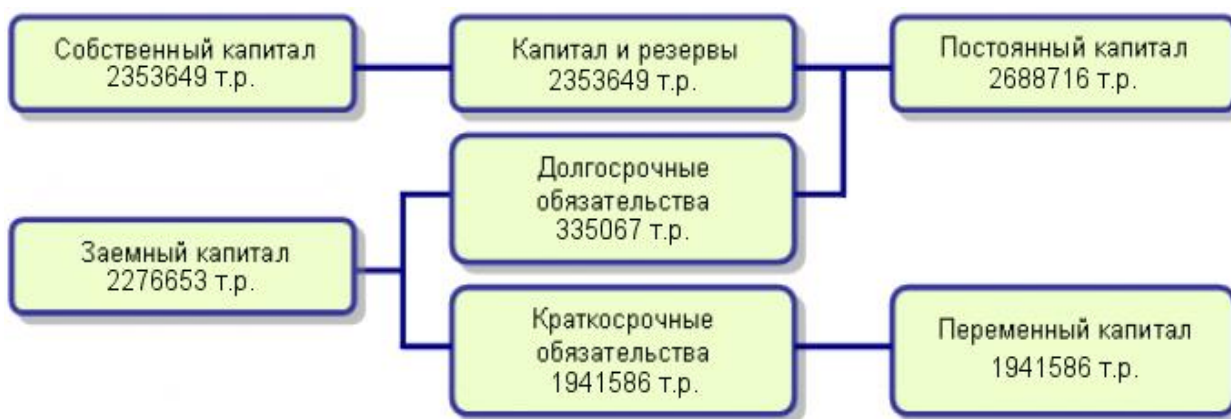 Собственный капитал
2353649 т.р.
Капитал и резервы
2353649 т.р.
Постоянный капитал
2688716 т.р.
Долгосрочные
обязательства
335067 т.р.
Заемный капитал
2276653 т.р.
Краткосрочные
обязательства
1941586 т.р.
Переменный капитал
1941586 т.р.